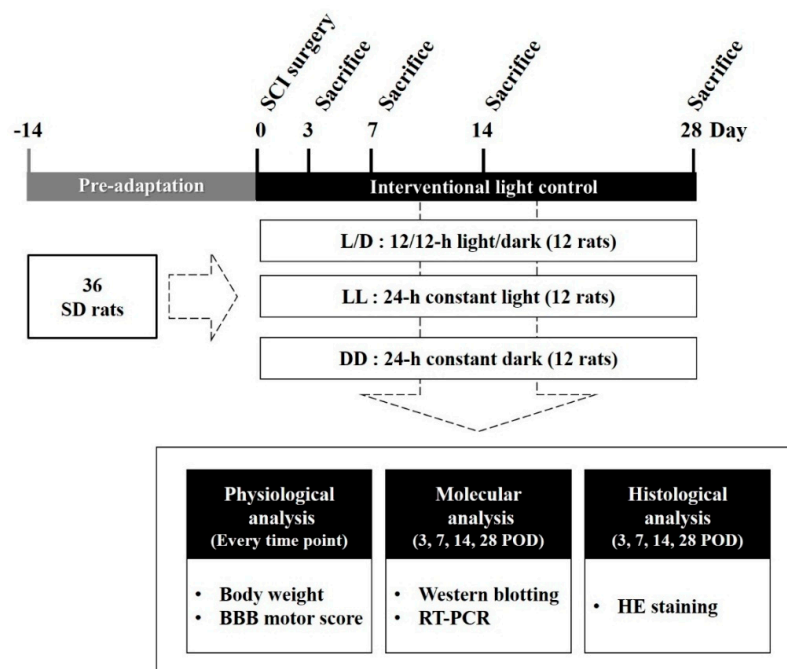 SCI surgery
Sacrifice
Sacrifice
Sacrifice
Sacrifice
-14 0 3 7 14 28 Day
Pre-adaptation Interventional light control
L/D : 12/12-h light/dark (12 rats)
36
SD rats
LL : 24-h constant light (12 rats)
DD : 24-h constant dark (12 rats)
Physiological
analysis
(Every time point)
• Body weight
• BBB motor score
Molecular
analysis
(3, 7, 14, 28 POD)
• Western blotting
• RT-PCR
Histological
analysis
(3, 7, 14, 28 POD)
• HE staining